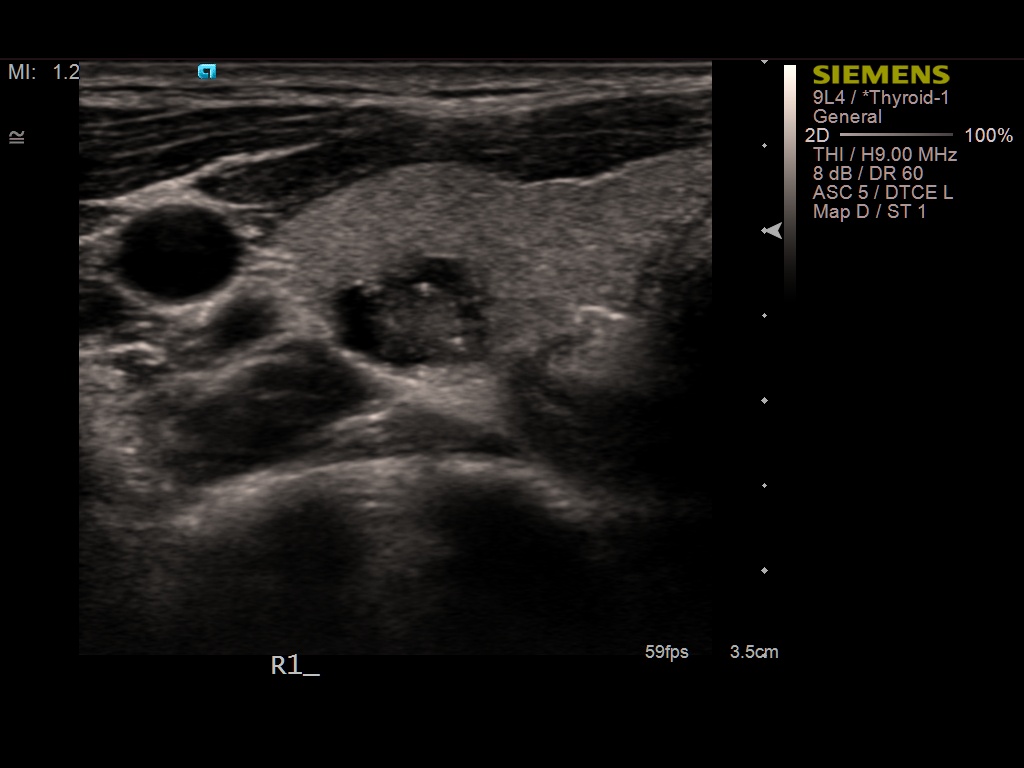 MI: 1.2
SIEMENS
9L4 / *Thyroid-1
General
2D 100%
THI / H9.00 MHz
8 dB / DR 60
ASC 5 / DTCE L
Map D / ST 1
59fps 3.5cm
R1_